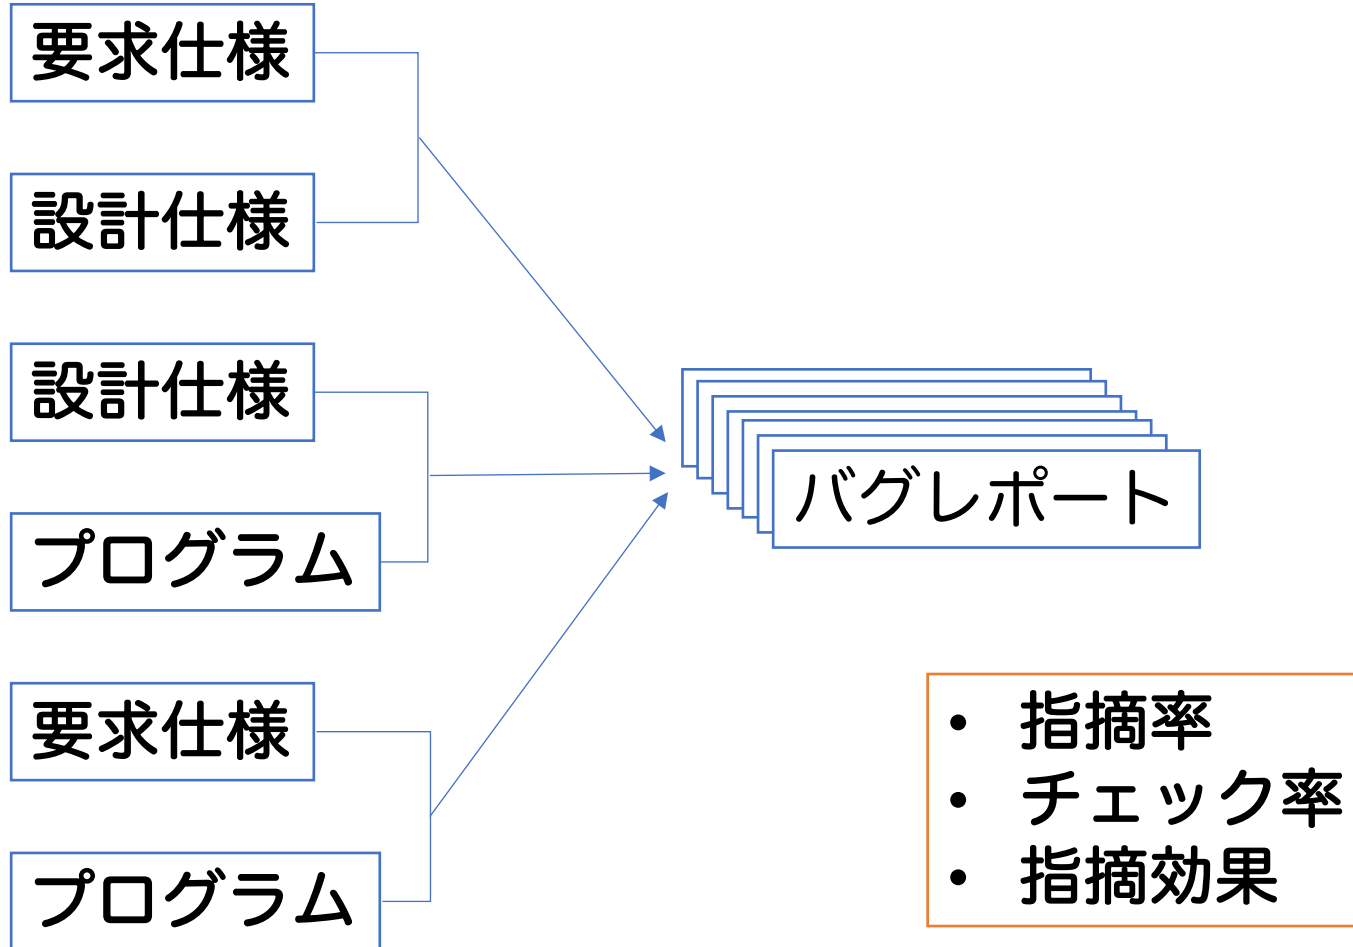 要求仕様
設計仕様
設計仕様
プログラム
要求仕様
プログラム
バグレポート
• 指摘率
• チェック率
• 指摘効果